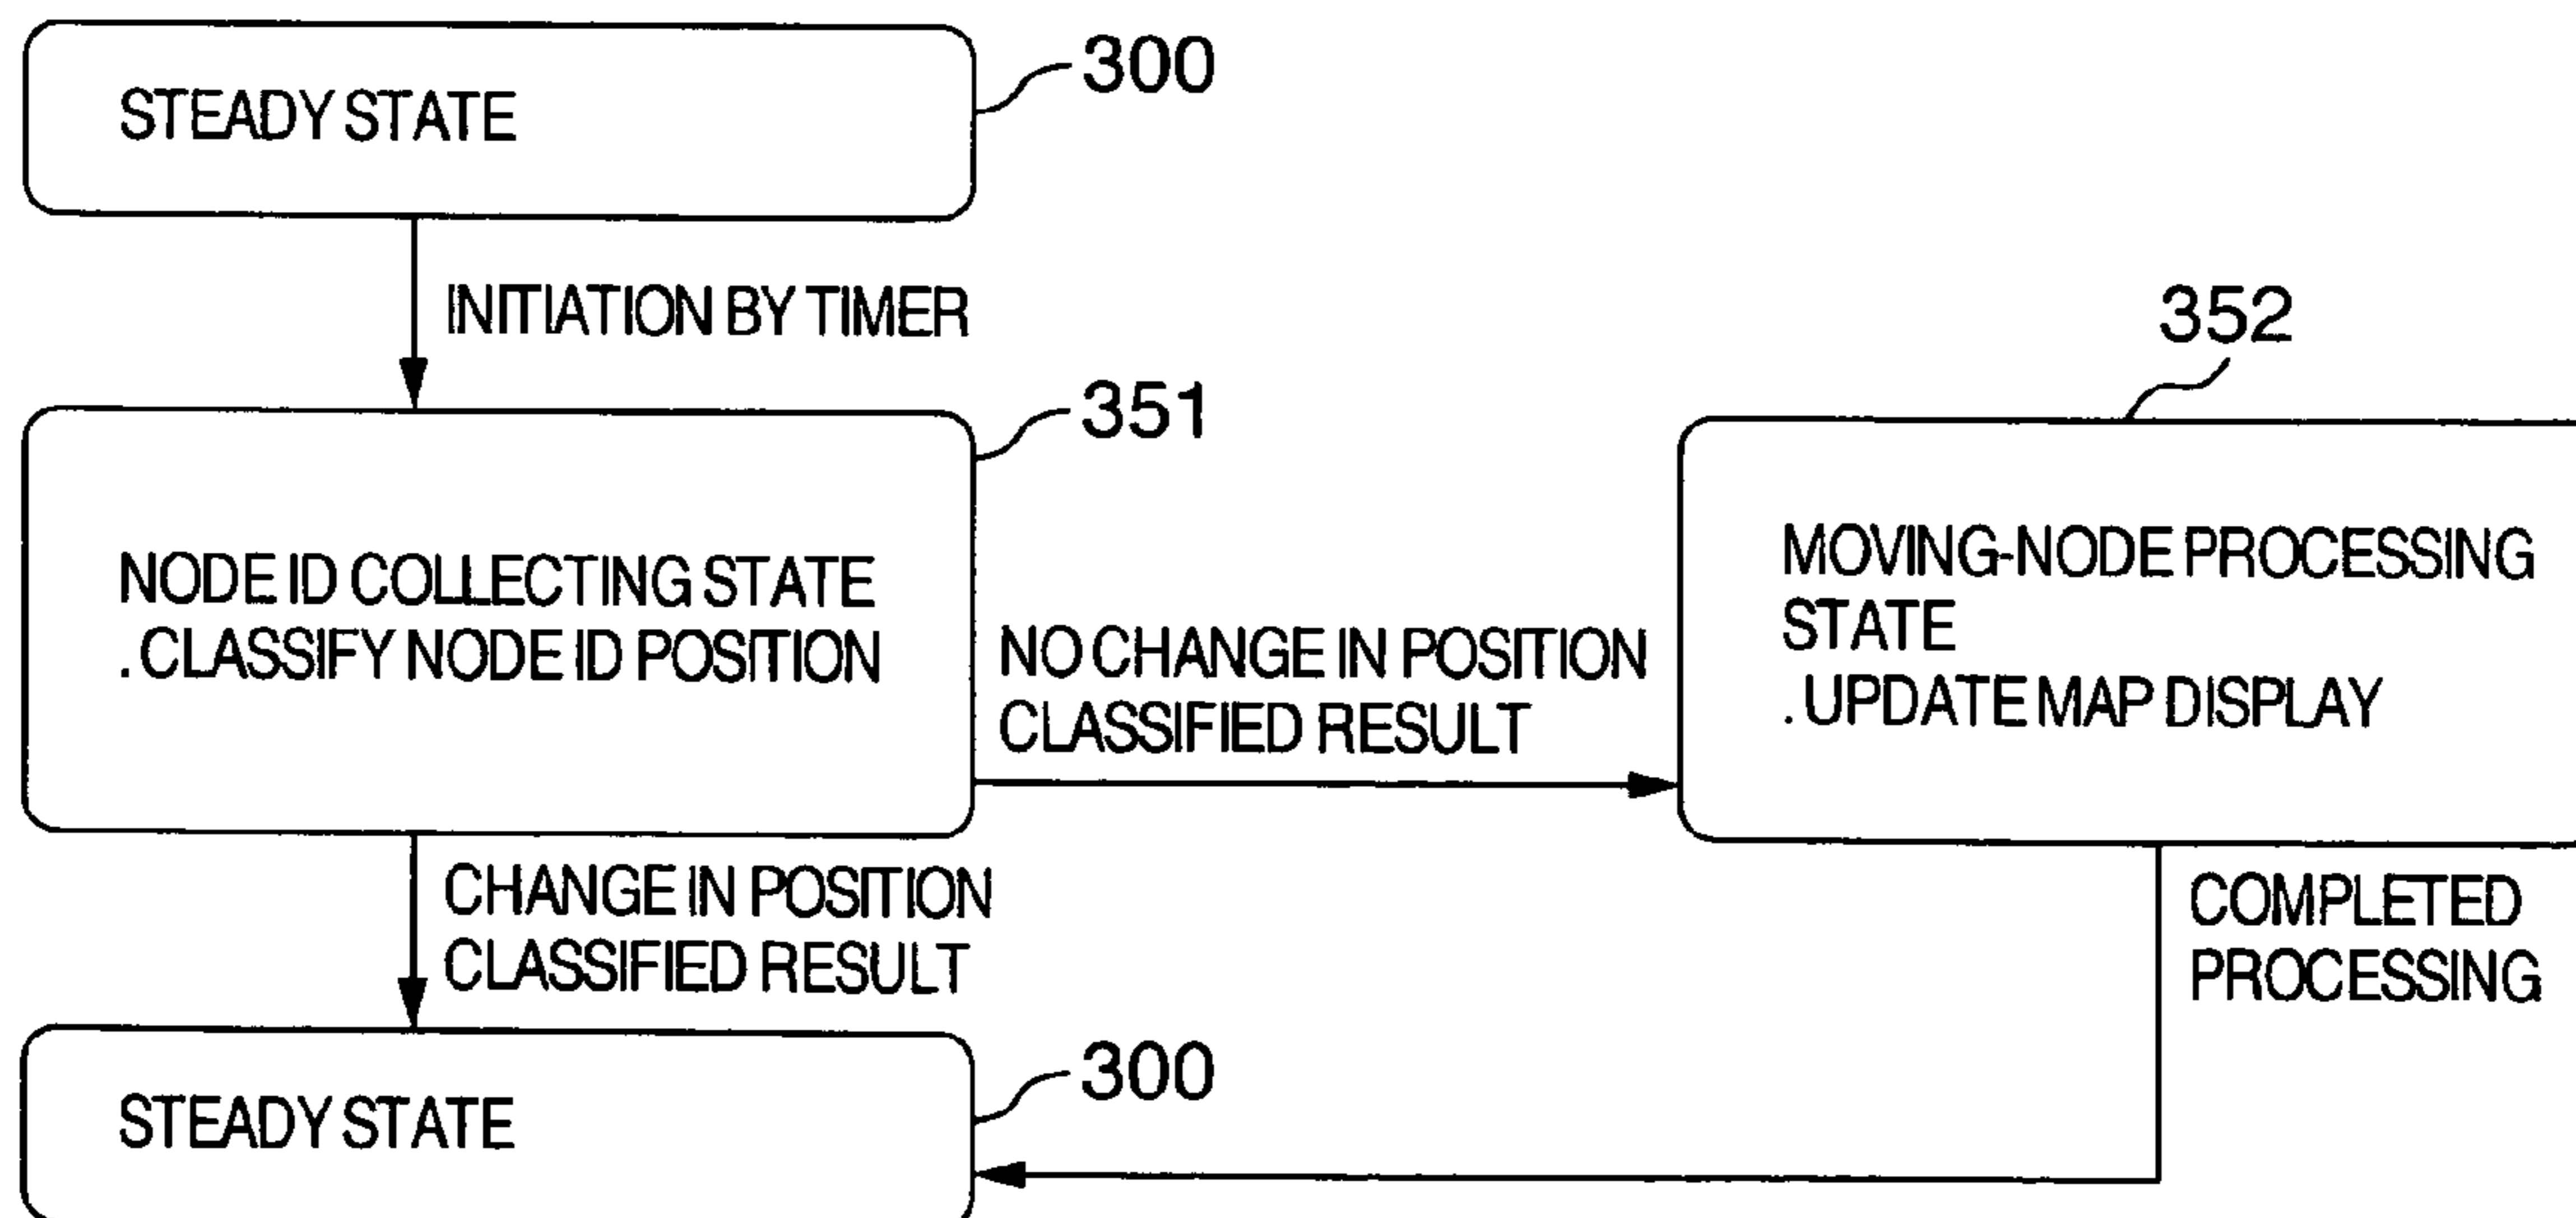 STEADY STATE
300
INITIATION BY TIMER
351
NODE ID COLLECTING STATE
. CLASSIFY NODE ID POSITION
NO CHANGE IN POSITION
CLASSIFIED RESULT
352
MOVING-NODE PROCESSING
STATE
. UPDATE MAP DISPLAY
CHANGE IN POSITION
CLASSIFIED RESULT
COMPLETED
PROCESSING
STEADY STATE
300